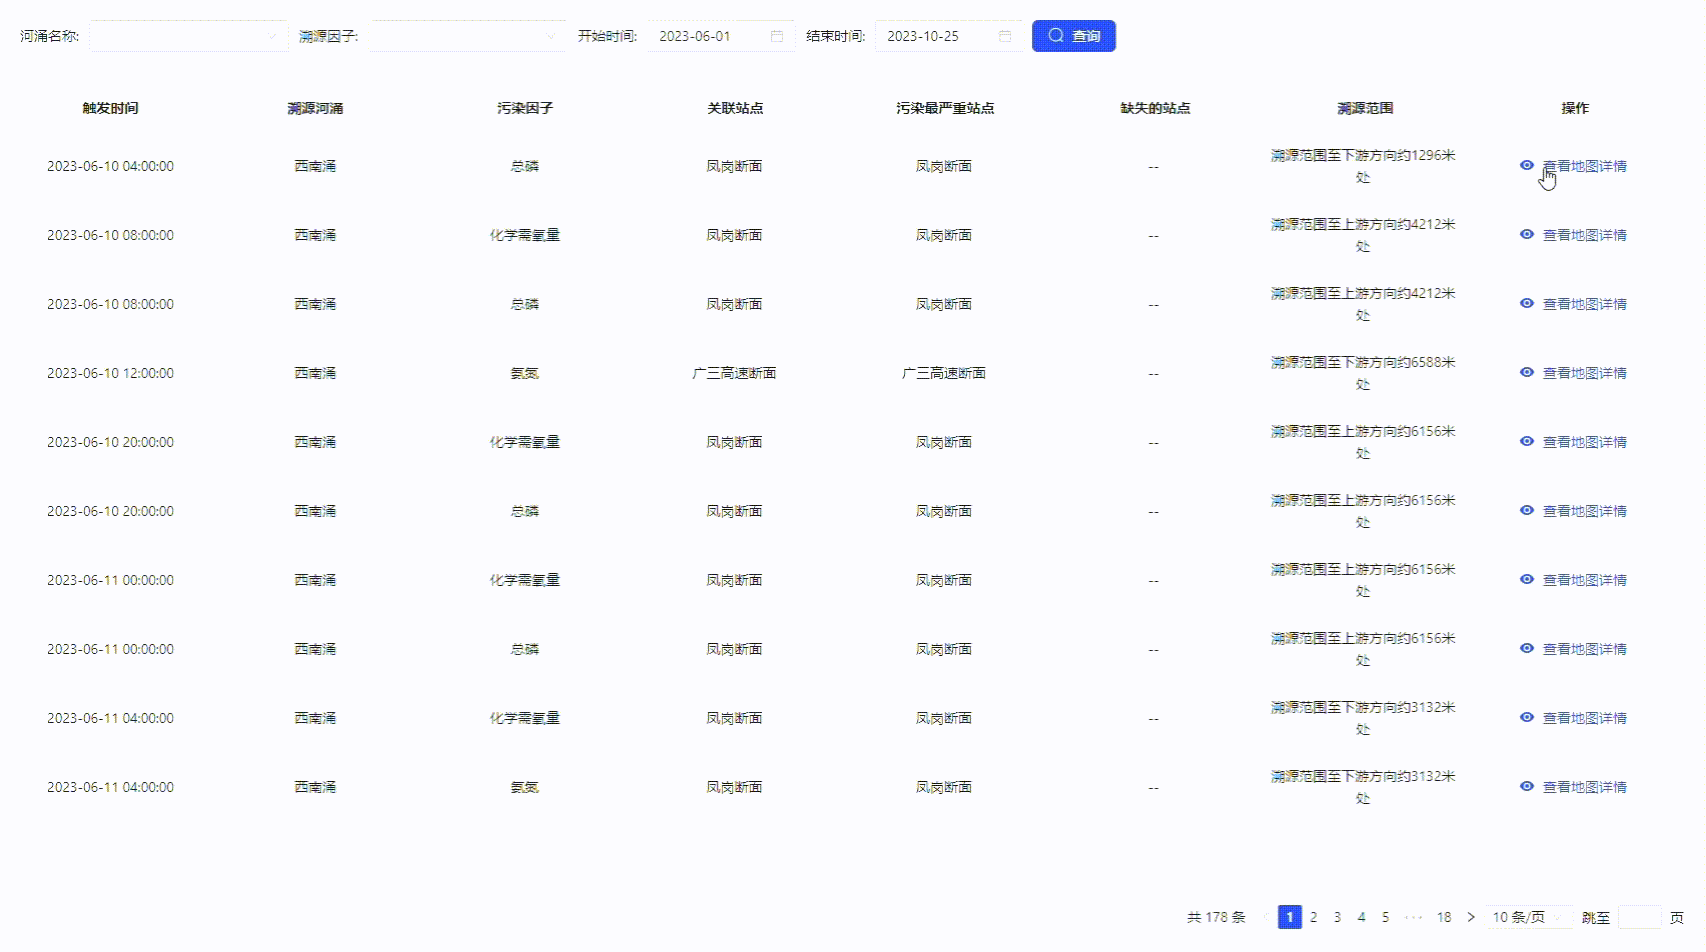 河涌名称: 溯源因子: 开始时间: 2023-06-01 结束时间: 2023-10-25 查询
触发时间 溯源河涌 污染因子 关联站点 污染最严重站点 缺失的站点 溯源范围 操作
2023-06-10 04:00:00 西南涌 总磷 凤岗断面 凤岗断面 -- 溯源范围至下游方向约1296米 查看地图详情
处
2023-06-10 08:00:00 西南涌 化学需氧量 凤岗断面 凤岗断面 -- 溯源范围至上游方向约4212米 查看地图详情
处
2023-06-10 08:00:00 西南涌 总磷 凤岗断面 凤岗断面 -- 溯源范围至上游方向约4212米 查看地图详情
处
2023-06-10 12:00:00 西南涌 氨氮 广三高速断面 广三高速断面 -- 溯源范围至下游方向约6588米 查看地图详情
处
2023-06-10 20:00:00 西南涌 化学需氧量 凤岗断面 凤岗断面 -- 溯源范围至上游方向约6156米 查看地图详情
处
2023-06-10 20:00:00 西南涌 总磷 凤岗断面 凤岗断面 -- 溯源范围至上游方向约6156米 查看地图详情
处
2023-06-11 00:00:00 西南涌 化学需氧量 凤岗断面 凤岗断面 -- 溯源范围至上游方向约6156米 查看地图详情
处
2023-06-11 00:00:00 西南涌 总磷 凤岗断面 凤岗断面 -- 溯源范围至上游方向约6156米 查看地图详情
处
2023-06-11 04:00:00 西南涌 化学需氧量 凤岗断面 凤岗断面 -- 溯源范围至下游方向约3132米 查看地图详情
处
2023-06-11 04:00:00 西南涌 氨氮 凤岗断面 凤岗断面 -- 溯源范围至下游方向约3132米 查看地图详情
处
共 178 条 1 2 3 4 5 ··· 18 > 10 条/页 跳至 页